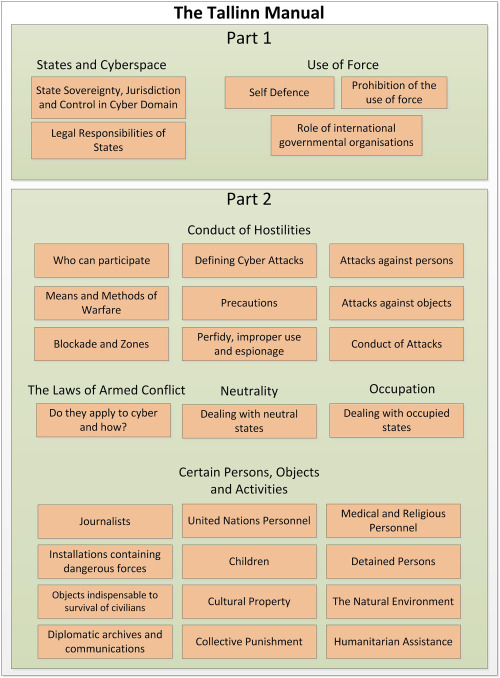 The Tallinn Manual
Part 1
States and Cyberspace
State Sovereignty, Jurisdiction
and Control in Cyber Domain
Legal Responsibilities of
States
Use of Force
Self Defence
Prohibition of the
use of force
Role of international
governmental organisations
Part 2
Conduct of Hostilities
Who can participate
Defining Cyber Attacks
Attacks against persons
Means and Methods of
Warfare
Precautions
Attacks against objects
Blockade and Zones
Perfidy, improper use
and espionage
Conduct of Attacks
The Laws of Armed Conflict
Do they apply to cyber
and how?
Neutrality
Dealing with neutral
states
Occupation
Dealing with occupied
states
Certain Persons, Objects
and Activities
Journalists
United Nations Personnel
Medical and Religious
Personnel
Installations containing
dangerous forces
Children
Detained Persons
Objects indispensable to
survival of civilians
Cultural Property
The Natural Environment
Diplomatic archives and
communications
Collective Punishment
Humanitarian Assistance